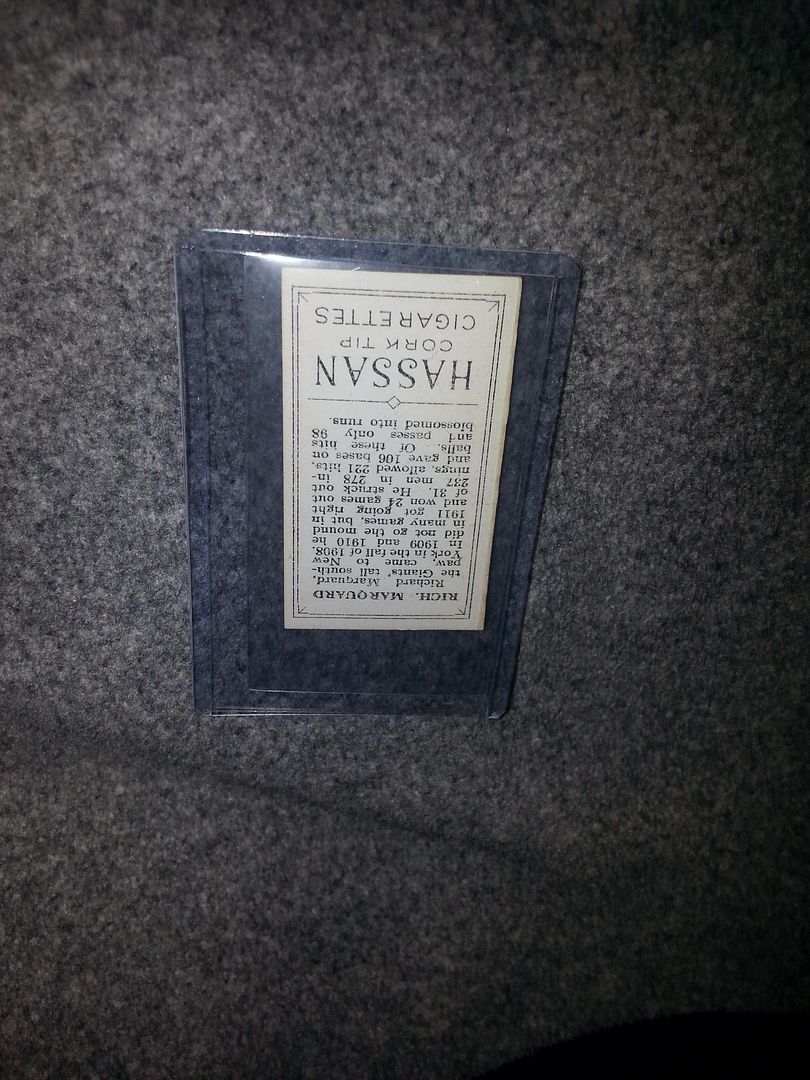 RICH. MARQUARD
Richard Marquard,
the Giants' tall south-
paw, came to New
York in the fall of 1908.
In 1909 and 1910 he
did not go the mound
in many games, but in
1911 got going right
and won 24 games out
of 31. He struck out
237 men in 278 in-
nings, allowed 221 hits,
and gave 106 bases on
balls. Of these hits
and passes only 98
blossomed into runs.
HASSAN
CORK TIP
CIGARETTES